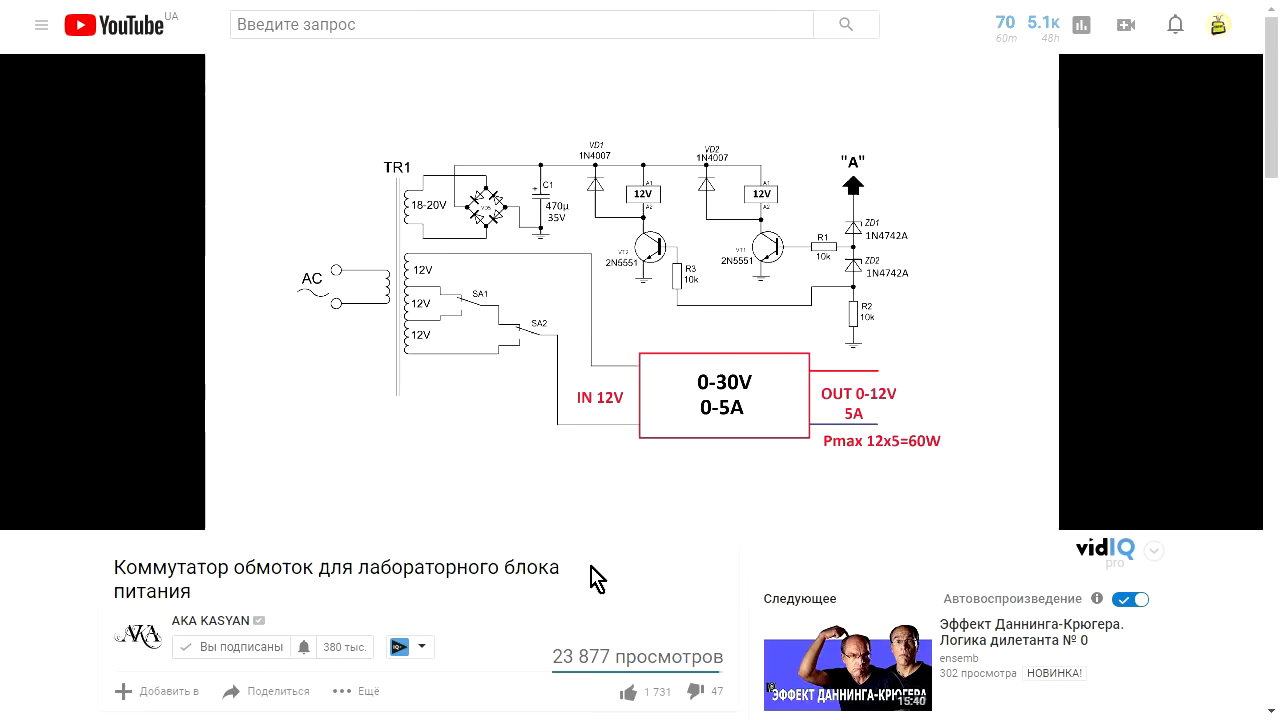 YouTube UA
Введите запрос
70 5.1к
60m 48h
"A"
VD1
1N4007
VD2
1N4007
TR1
18-20V
VD5
C1
+
470µ
35V
A1
12V
A2
A1
12V
A2
ZD1
1N4742A
VT2
2N5551
VT1
2N5551
R1
10k
ZD2
1N4742A
R3
10k
R2
10k
AC
12V
12V
12V
SA1
SA2
IN 12V
0-30V
0-5A
OUT 0-12V
5A
Pmax 12x5=60W
Коммутатор обмоток для лабораторного блока
питания
AKA KASYAN
AKA
Вы подписаны 380 тыс.
23 877 просмотров
Добавить в Поделиться Ещё 1 731 47
vidIQ
pro
Следующее Автовоспроизведение
Эффект Даннинга-Крюгера.
Логика дилетанта № 0
ensemb
302 просмотра НОВИНКА!
ЭФФЕКТ ДАННИНГА-КРЮГЕРА
15:40